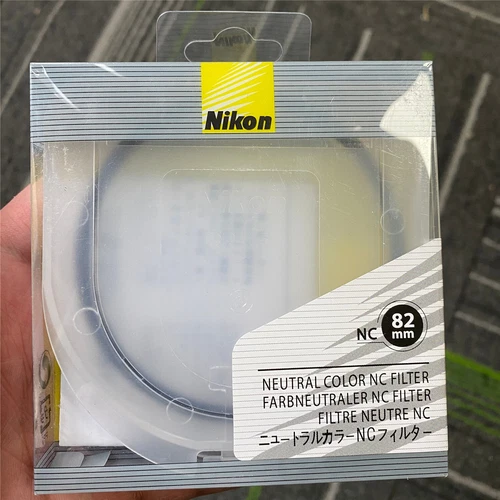 Nikon
NC 82
mm
NEUTRAL COLOR NC FILTER
FARBNEUTRALER NC FILTER
FILTRE NEUTRE NC
ニュートラルカラーNCフィルター